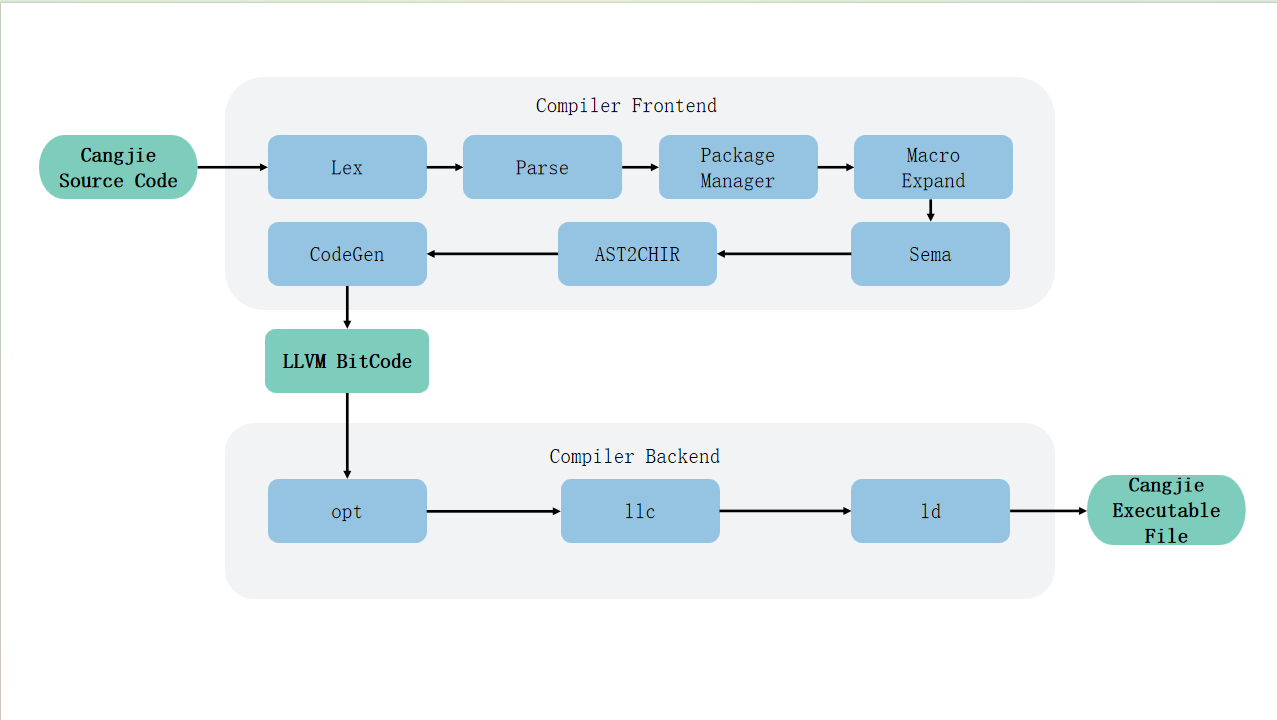 Compiler Frontend
Cangjie
Source Code
Lex
Parse
Package
Manager
Macro
Expand
CodeGen
AST2CHIR
Sema
LLVM BitCode
Compiler Backend
opt
llc
ld
Cangjie
Executable
File